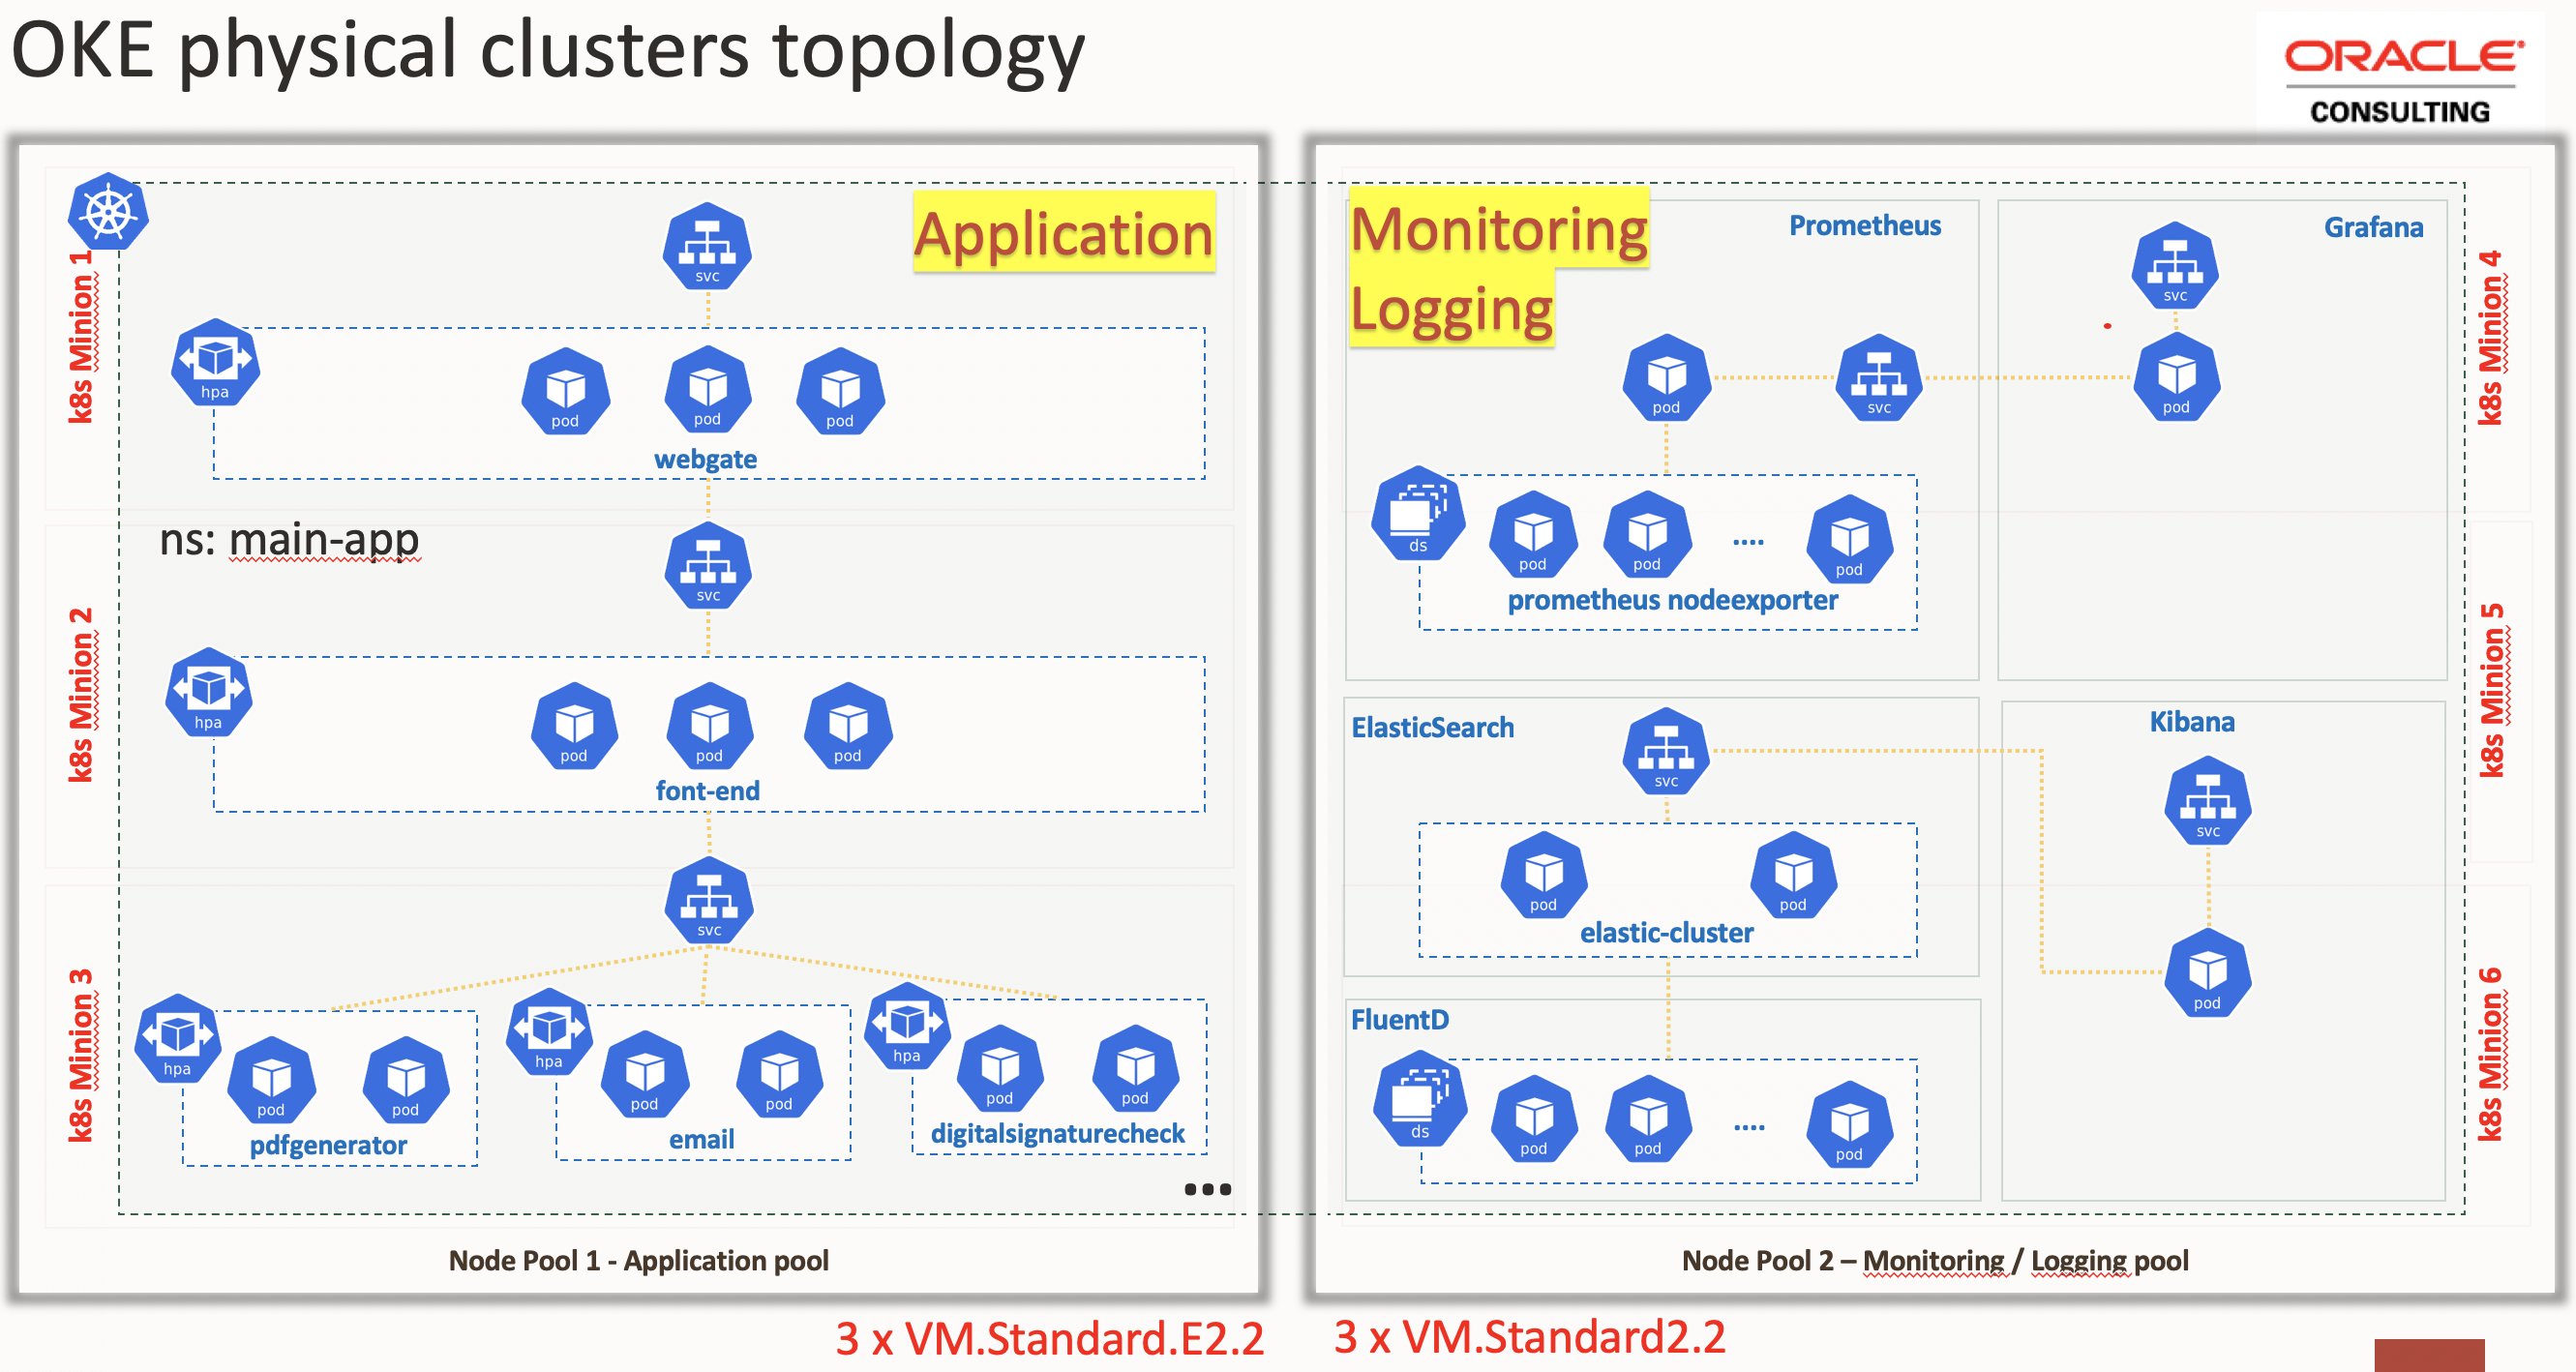 OKE physical clusters topology
ORACLE
CONSULTING
Application
k8s Minion 1
svc
hpa
pod
pod
pod
webgate
ns: main-app
k8s Minion 2
svc
hpa
pod
pod
pod
font-end
k8s Minion 3
svc
hpa
pod
pod
pdfgenerator
hpa
pod
pod
email
hpa
pod
pod
digitalsignaturecheck
...
Node Pool 1 - Application pool
3 x VM.Standard.E2.2
Monitoring
Logging
Prometheus
pod
svc
ds
pod
pod
....
pod
prometheus nodeexporter
Grafana
svc
pod
k8s Minion 4
ElasticSearch
svc
pod
pod
elastic-cluster
Kibana
svc
pod
k8s Minion 5
FluentD
ds
pod
pod
....
pod
k8s Minion 6
Node Pool 2 – Monitoring / Logging pool
3 x VM.Standard2.2